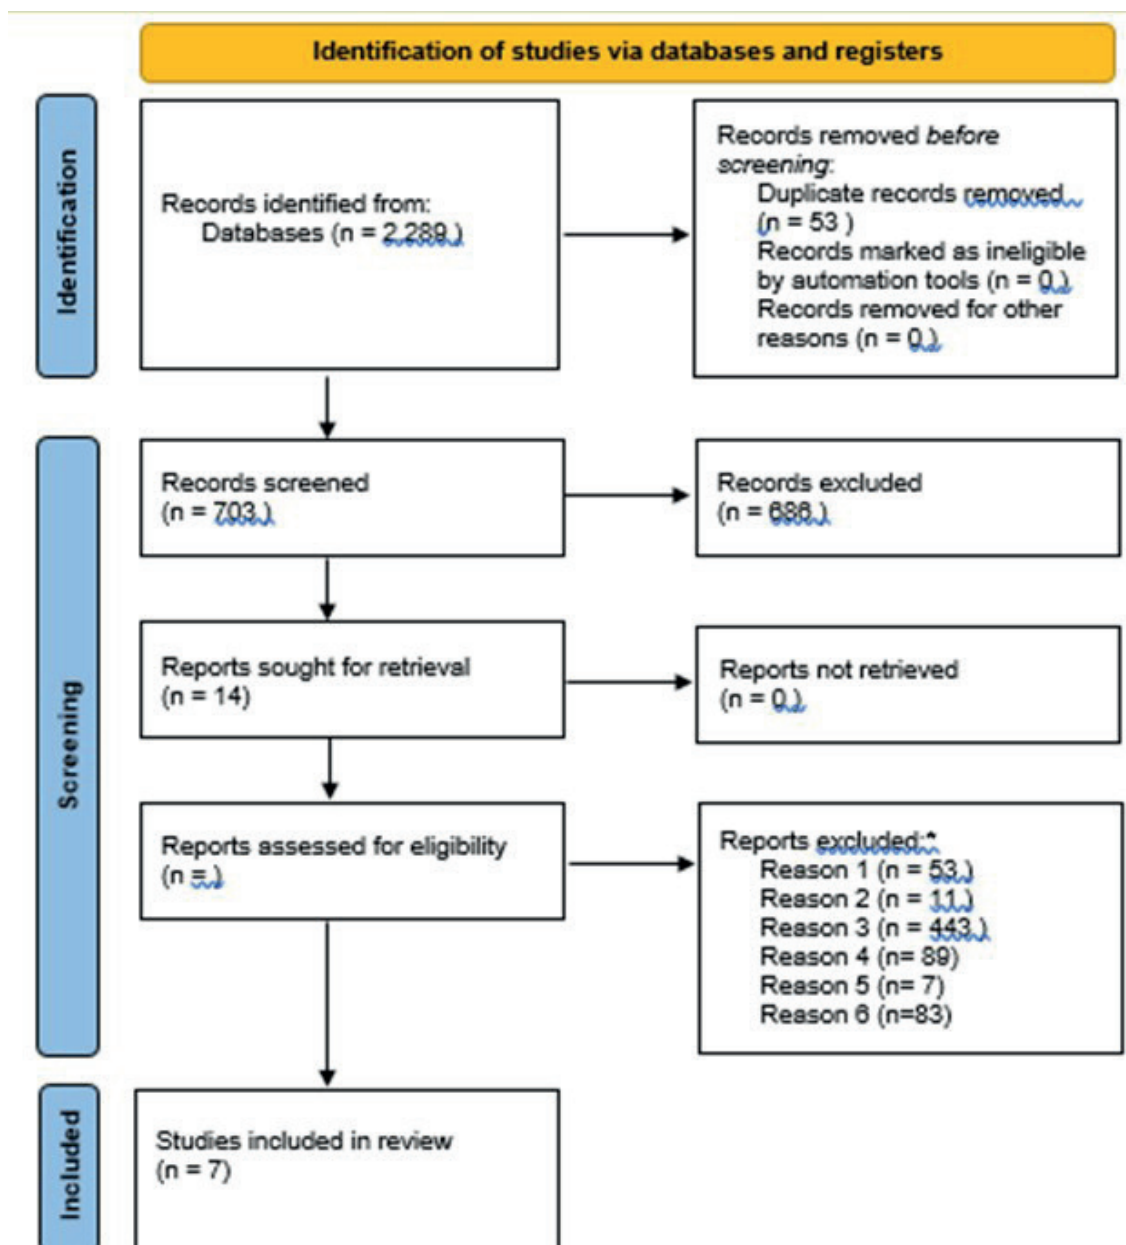 Identification of studies via databases and registers
Identification
Records identified from:
Databases (n = 2.289 )
Records removed before
screening:
Duplicate records removed
(n = 53 )
Records marked as ineligible
by automation tools (n = 0 )
Records removed for other
reasons (n = 0 )
Screening
Records screened
(n = 703 )
Records excluded
(n = 686 )
Reports sought for retrieval
(n = 14)
Reports not retrieved
(n = 0 )
Reports assessed for eligibility
(n = )
Reports excluded:*
Reason 1 (n = 53 )
Reason 2 (n = 11 )
Reason 3 (n = 443 )
Reason 4 (n= 89)
Reason 5 (n= 7)
Reason 6 (n=83)
Included
Studies included in review
(n = 7)